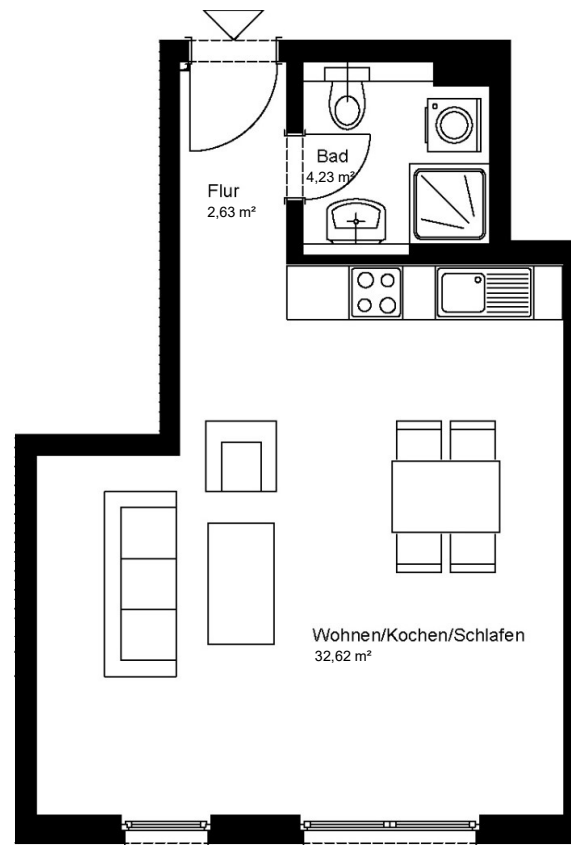 Bad
4,23 m²
Flur
2,63 m²
Wohnen/Kochen/Schlafen
32,62 m²